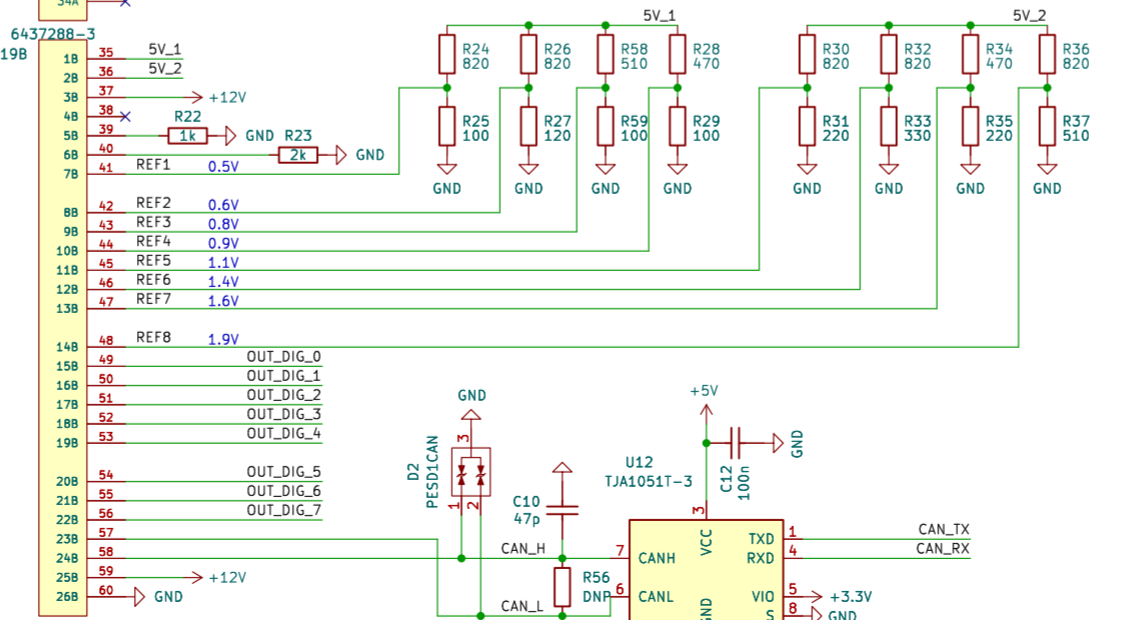 34A
6437288-3
19B
35
1B
5V_1
36
2B
5V_2
37
3B
+12V
38
4B
39
5B
R22
1k
GND
40
6B
R23
2k
GND
41
7B
REF1
0.5V
42
8B
REF2
0.6V
43
9B
REF3
0.8V
44
10B
REF4
0.9V
45
11B
REF5
1.1V
46
12B
REF6
1.4V
47
13B
REF7
1.6V
48
14B
REF8
1.9V
49
15B
OUT_DIG_0
50
16B
OUT_DIG_1
51
17B
OUT_DIG_2
52
18B
OUT_DIG_3
53
19B
OUT_DIG_4
54
20B
OUT_DIG_5
55
21B
OUT_DIG_6
56
22B
OUT_DIG_7
57
23B
58
24B
59
25B
+12V
60
26B
GND
5V_1
R24
820
R26
820
R58
510
R28
470
R25
100
R27
120
R59
100
R29
100
GND
GND
GND
GND
5V_2
R30
820
R32
820
R34
470
R36
820
R31
220
R33
330
R35
220
R37
510
GND
GND
GND
GND
GND
3
D2
PESD1CAN
1
2
C10
47p
CAN_H
R56
DNP
CAN_L
+5V
C12
100n
GND
U12
TJA1051T-3
3
VCC
7
CANH
6
CANL
GND
TXD
1
CAN_TX
RXD
4
CAN_RX
VIO
5
+3.3V
S
8
GND